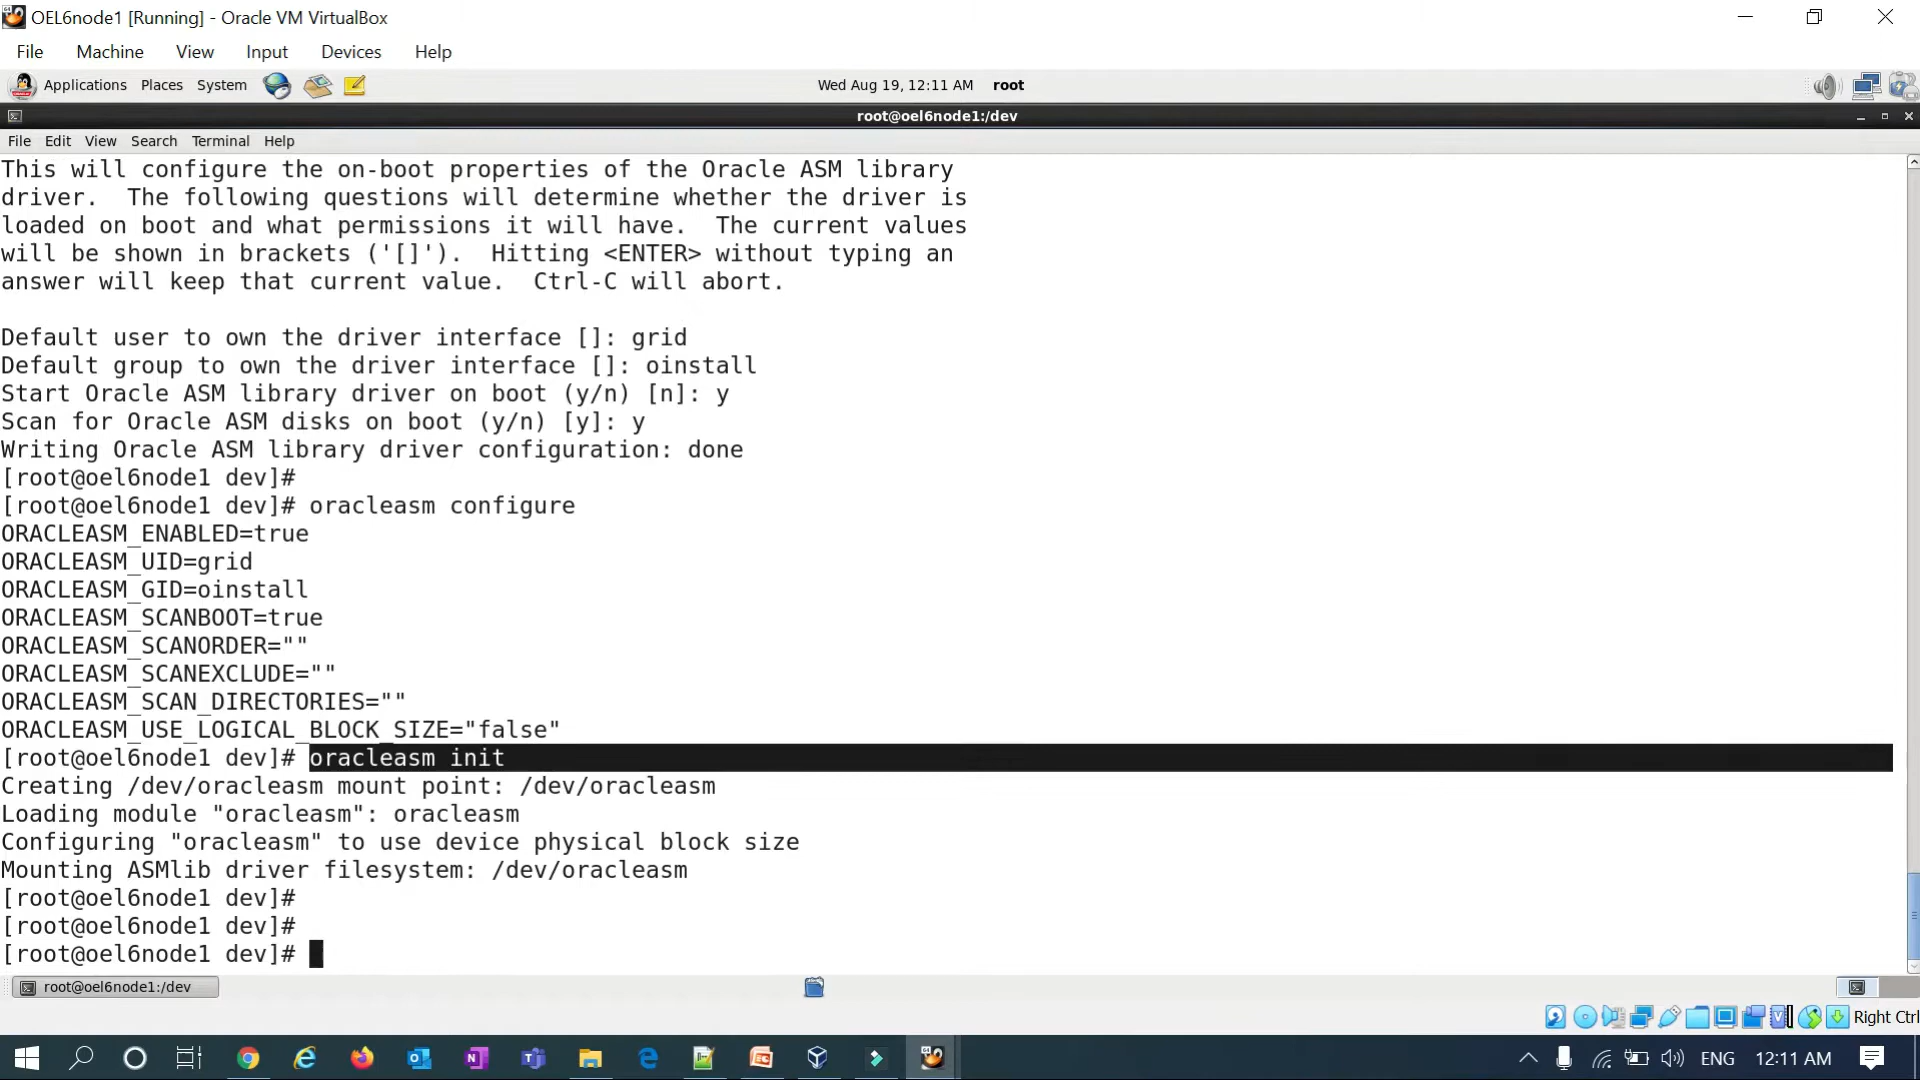 OEL6node1 [Running] - Oracle VM VirtualBox
File Machine View Input Devices Help
Applications Places System Wed Aug 19, 12:11 AM root
root@oel6node1:/dev
File Edit View Search Terminal Help
This will configure the on-boot properties of the Oracle ASM library
driver.  The following questions will determine whether the driver is
loaded on boot and what permissions it will have.  The current values
will be shown in brackets ('[]').  Hitting <ENTER> without typing an
answer will keep that current value.  Ctrl-C will abort.
Default user to own the driver interface []: grid
Default group to own the driver interface []: oinstall
Start Oracle ASM library driver on boot (y/n) [n]: y
Scan for Oracle ASM disks on boot (y/n) [y]: y
Writing Oracle ASM library driver configuration: done
[root@oel6node1 dev]#
[root@oel6node1 dev]# oracleasm configure
ORACLEASM_ENABLED=true
ORACLEASM_UID=grid
ORACLEASM_GID=oinstall
ORACLEASM_SCANBOOT=true
ORACLEASM_SCANORDER=""
ORACLEASM_SCANEXCLUDE=""
ORACLEASM_SCAN_DIRECTORIES=""
ORACLEASM_USE_LOGICAL_BLOCK_SIZE="false"
[root@oel6node1 dev]# oracleasm init
Creating /dev/oracleasm mount point: /dev/oracleasm
Loading module "oracleasm": oracleasm
Configuring "oracleasm" to use device physical block size
Mounting ASMlib driver filesystem: /dev/oracleasm
[root@oel6node1 dev]#
[root@oel6node1 dev]#
[root@oel6node1 dev]#
root@oel6node1:/dev
Right Ctrl
ENG 12:11 AM